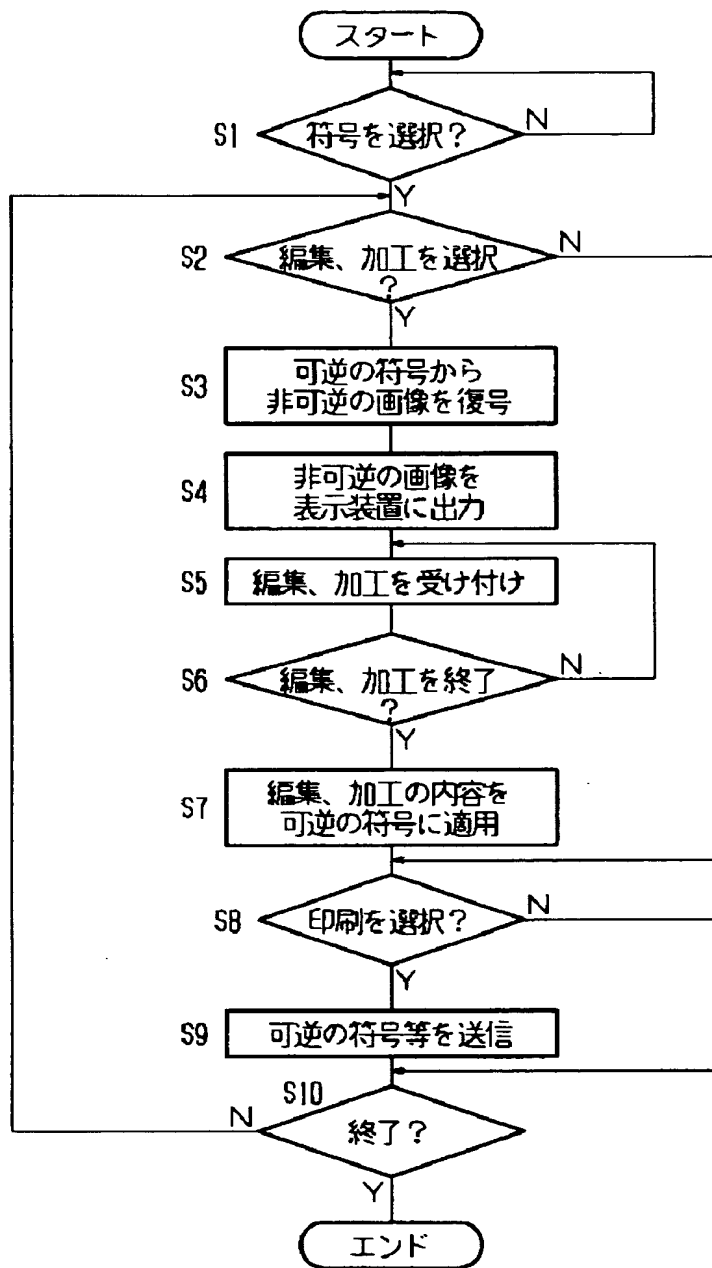 スタート
S1
符号を選択?
N
Y
S2
編集、加工を選択
?
N
Y
S3
可逆の符号から
非可逆の画像を復号
S4
非可逆の画像を
表示装置に出力
S5
編集、加工を受け付け
S6
編集、加工を終了
?
N
Y
S7
編集、加工の内容を
可逆の符号に適用
S8
印刷を選択?
N
Y
S9
可逆の符号等を送信
S10
終了?
N
Y
エンド